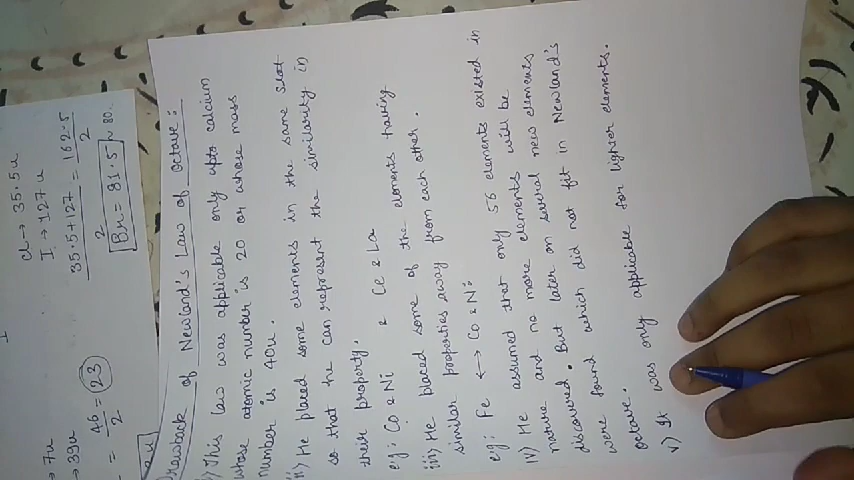 Drawback of Newland's Law of Octave :
i) This law was applicable only upto calcium
whose atomic number is 20 or whose mass
number is 40u.
ii) He placed some elements in the same slot
so that he can represent the similarity in
their property.
eg: Co & Ni & Ce & La
iii) He placed some of the elements having
similar properties away from each other.
eg: Fe ↔ Co & Ni
iv) He assumed that only 56 elements existed in
nature and no more elements will be
discovered. But later on several new elements
were found which did not fit in Newland's
octave.
v) It was only applicable for lighter elements.
Cl → 35.5u
I → 127u
35.5+127 / 2 = 162.5 / 2
Br = 81.5 ~ 80.
→ 7u
→ 39u
= 46 / 2 = 23